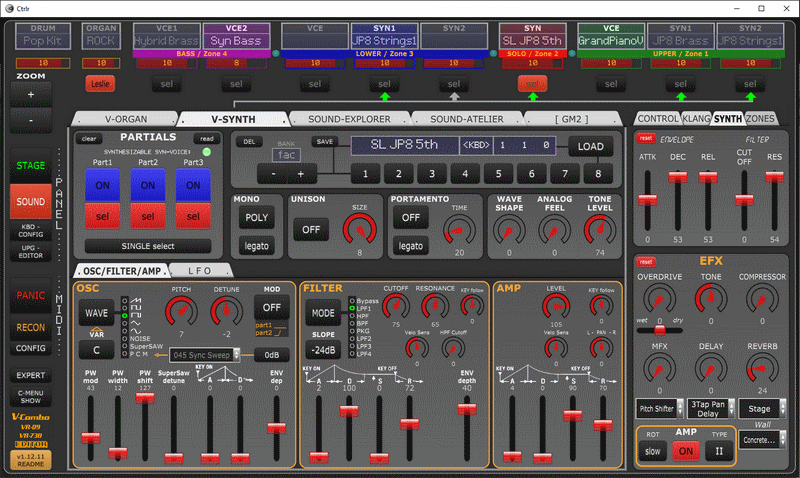 Ctrlr
DRUM ORGAN VCE1 VCE2 VCE SYN1 SYN2 SYN VCE SYN1 SYN2
Pop Kit ROCK Hybrid Brass Syn Bass JP8 Strings1 SL JP8 5th GrandPianoV JP8 Brass JP8 Strings1
BASS / Zone 4 LOWER / Zone 3 SOLO / Zone 2 UPPER / Zone 1
10 10 10 8 10 10 10 10 10 10 10
ZOOM
Leslie sel sel sel sel sel sel sel sel sel
+
-
V-ORGAN V-SYNTH SOUND-EXPLORER SOUND-ATELIER [ GM2 ] CONTROL KLANG SYNTH ZONES
clear PARTIALS read
SYNTHESIZABLE SYN-VOICE:
Part1 Part2 Part3
ON ON ON
sel sel sel
SINGLE select
DEL BANK SAVE SL JP8 5th <KBD> 1 1 0 LOAD
fac
- + 1 2 3 4 5 6 7 8
reset ENVELOPE FILTER
ATTK DEC REL CUT OFF RES
0 53 53 0 54
STAGE
SOUND
KBD - CONFIG
UPG - EDITOR
PANEL
PANIC
RECON
CONFIG
MIDI
EXPERT
C-MENU SHOW
MONO UNISON PORTAMENTO WAVE SHAPE ANALOG FEEL TONE LEVEL
POLY OFF SIZE OFF TIME
legato legato
8 20 0 0 74
OSC/FILTER/AMP L F O
OSC
PITCH DETUNE MOD
WAVE OFF
7 -2
VAR
C
part1
part2
NOISE
SuperSaw
P C M
045 Sync Sweep 0dB
PW mod PW width PW shift SuperSaw detune KEY ON A D ENV dep
43 12 127 0 0 0 0
FILTER
CUTOFF RESONANCE KEY follow
MODE
Bypass
LPF1
HPF
BPF
PKG
LPF2
LPF3
LPF4
75 65 0
SLOPE
-24dB
Velo Sens HPF Cutoff
0 0
KEY ON KEY OFF ENV depth
A D S R
2 100 0 72 40
AMP
LEVEL KEY follow
105 0
Velo Sens L - PAN - R
0 0
KEY ON KEY OFF
A D S R
0 0 90 70
reset EFX
OVERDRIVE TONE COMPRESSOR
0 0 0
wet dry
MFX DELAY REVERB
0 0 24
Pitch Shifter 3Tap Pan Delay Stage
AMP
ROT TYPE
slow ON II
Wall
Concrete...
V-Combo
VR-09
VR-730
EDITOR
v1.12.11
README